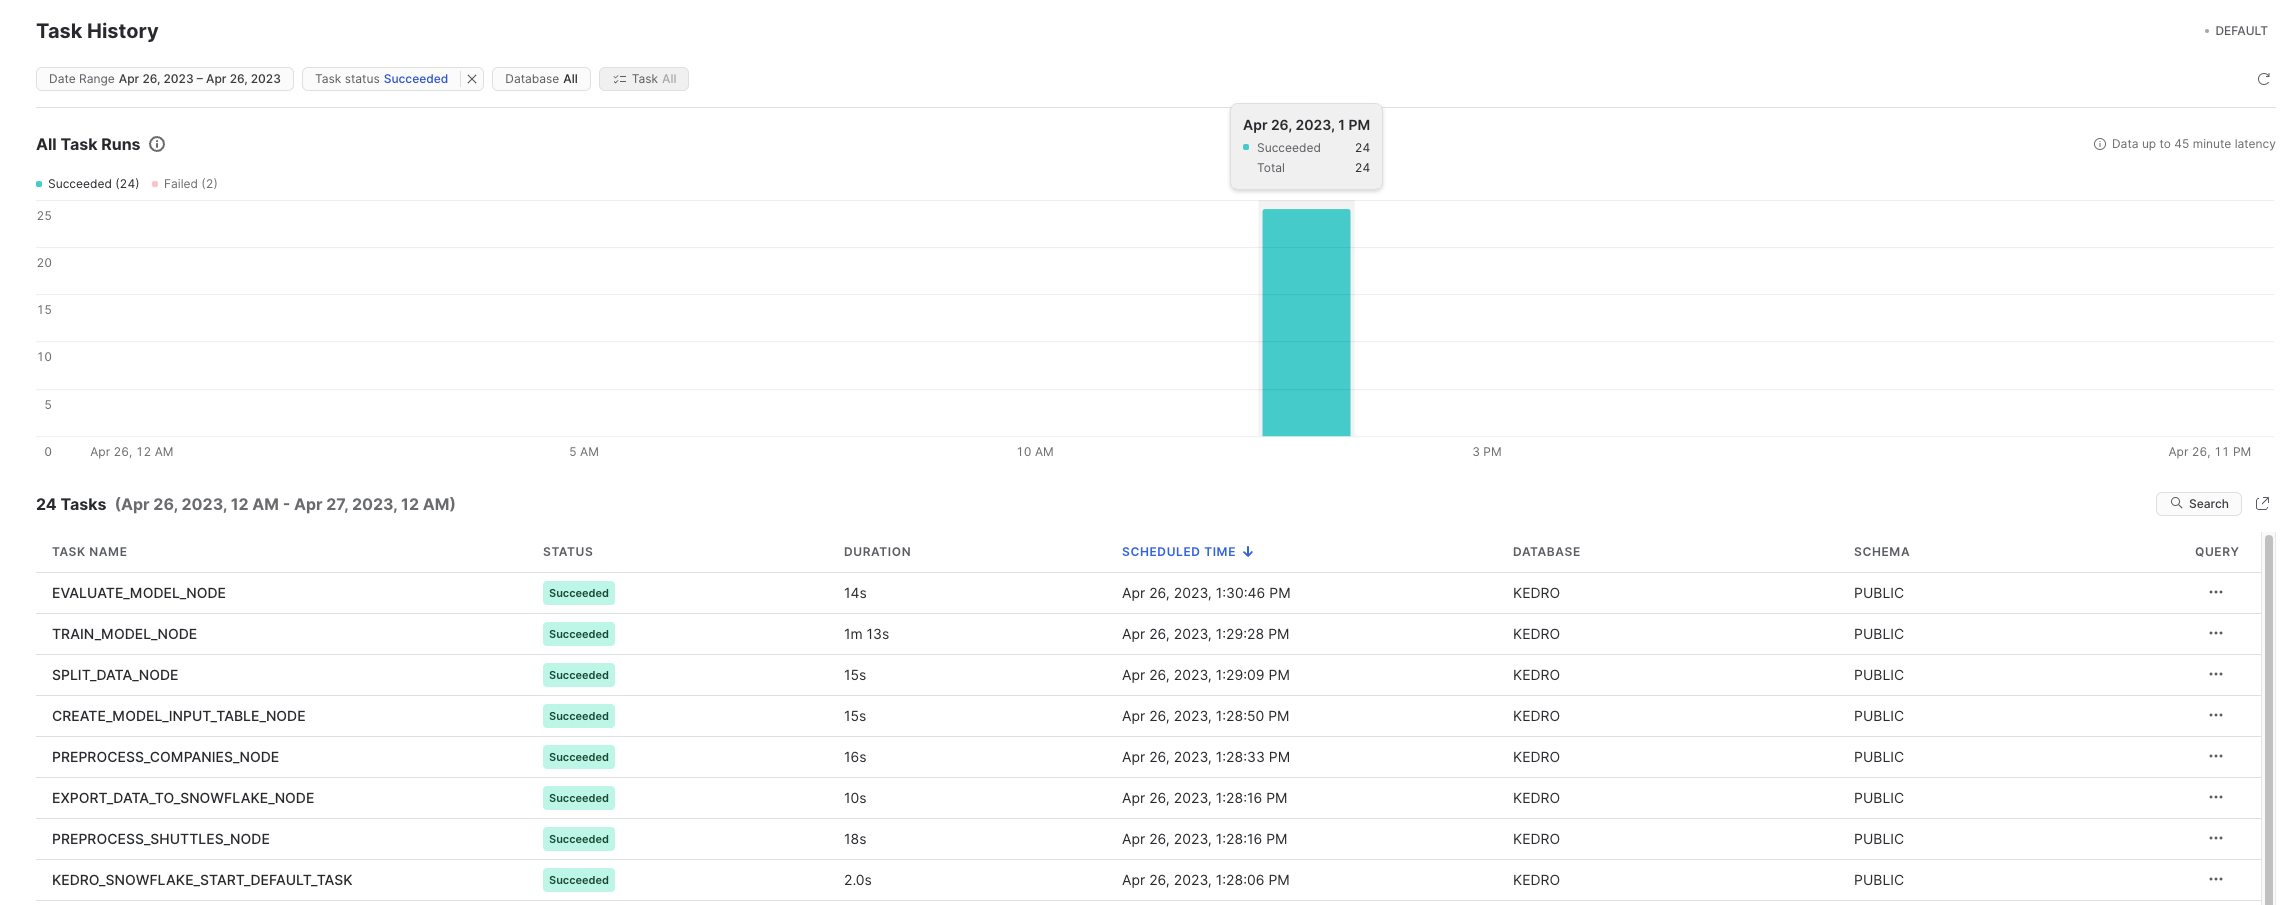 Task History
DEFAULT
Date Range Apr 26, 2023 – Apr 26, 2023
Task status Succeeded
Database All
Task All
Apr 26, 2023, 1 PM
Succeeded 24
Total 24
All Task Runs
Data up to 45 minute latency
Succeeded (24) Failed (2)
25
20
15
10
5
0
Apr 26, 12 AM 5 AM 10 AM 3 PM Apr 26, 11 PM
24 Tasks (Apr 26, 2023, 12 AM - Apr 27, 2023, 12 AM)
Search
TASK NAME STATUS DURATION SCHEDULED TIME DATABASE SCHEMA QUERY
EVALUATE_MODEL_NODE Succeeded 14s Apr 26, 2023, 1:30:46 PM KEDRO PUBLIC ...
TRAIN_MODEL_NODE Succeeded 1m 13s Apr 26, 2023, 1:29:28 PM KEDRO PUBLIC ...
SPLIT_DATA_NODE Succeeded 15s Apr 26, 2023, 1:29:09 PM KEDRO PUBLIC ...
CREATE_MODEL_INPUT_TABLE_NODE Succeeded 15s Apr 26, 2023, 1:28:50 PM KEDRO PUBLIC ...
PREPROCESS_COMPANIES_NODE Succeeded 16s Apr 26, 2023, 1:28:33 PM KEDRO PUBLIC ...
EXPORT_DATA_TO_SNOWFLAKE_NODE Succeeded 10s Apr 26, 2023, 1:28:16 PM KEDRO PUBLIC ...
PREPROCESS_SHUTTLES_NODE Succeeded 18s Apr 26, 2023, 1:28:16 PM KEDRO PUBLIC ...
KEDRO_SNOWFLAKE_START_DEFAULT_TASK Succeeded 2.0s Apr 26, 2023, 1:28:06 PM KEDRO PUBLIC ...